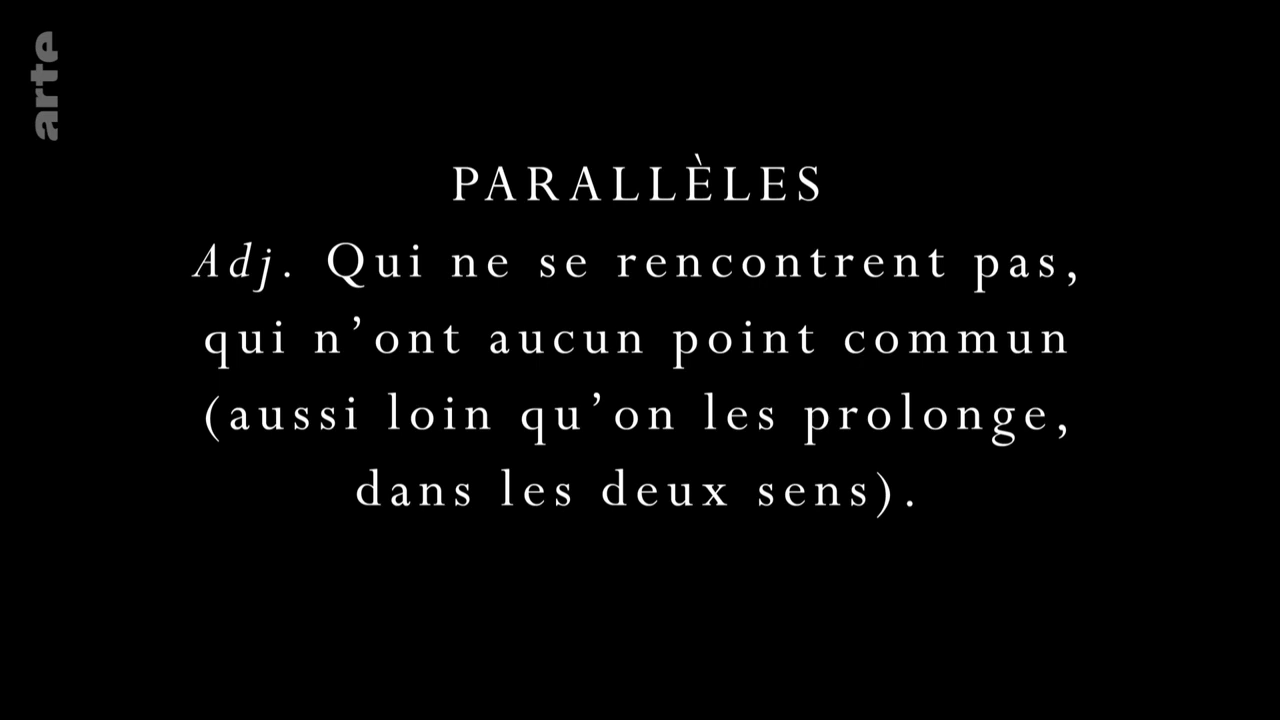 arte
PARALLÈLES
Adj. Qui ne se rencontrent pas,
qui n’ont aucun point commun
(aussi loin qu’on les prolonge,
dans les deux sens).